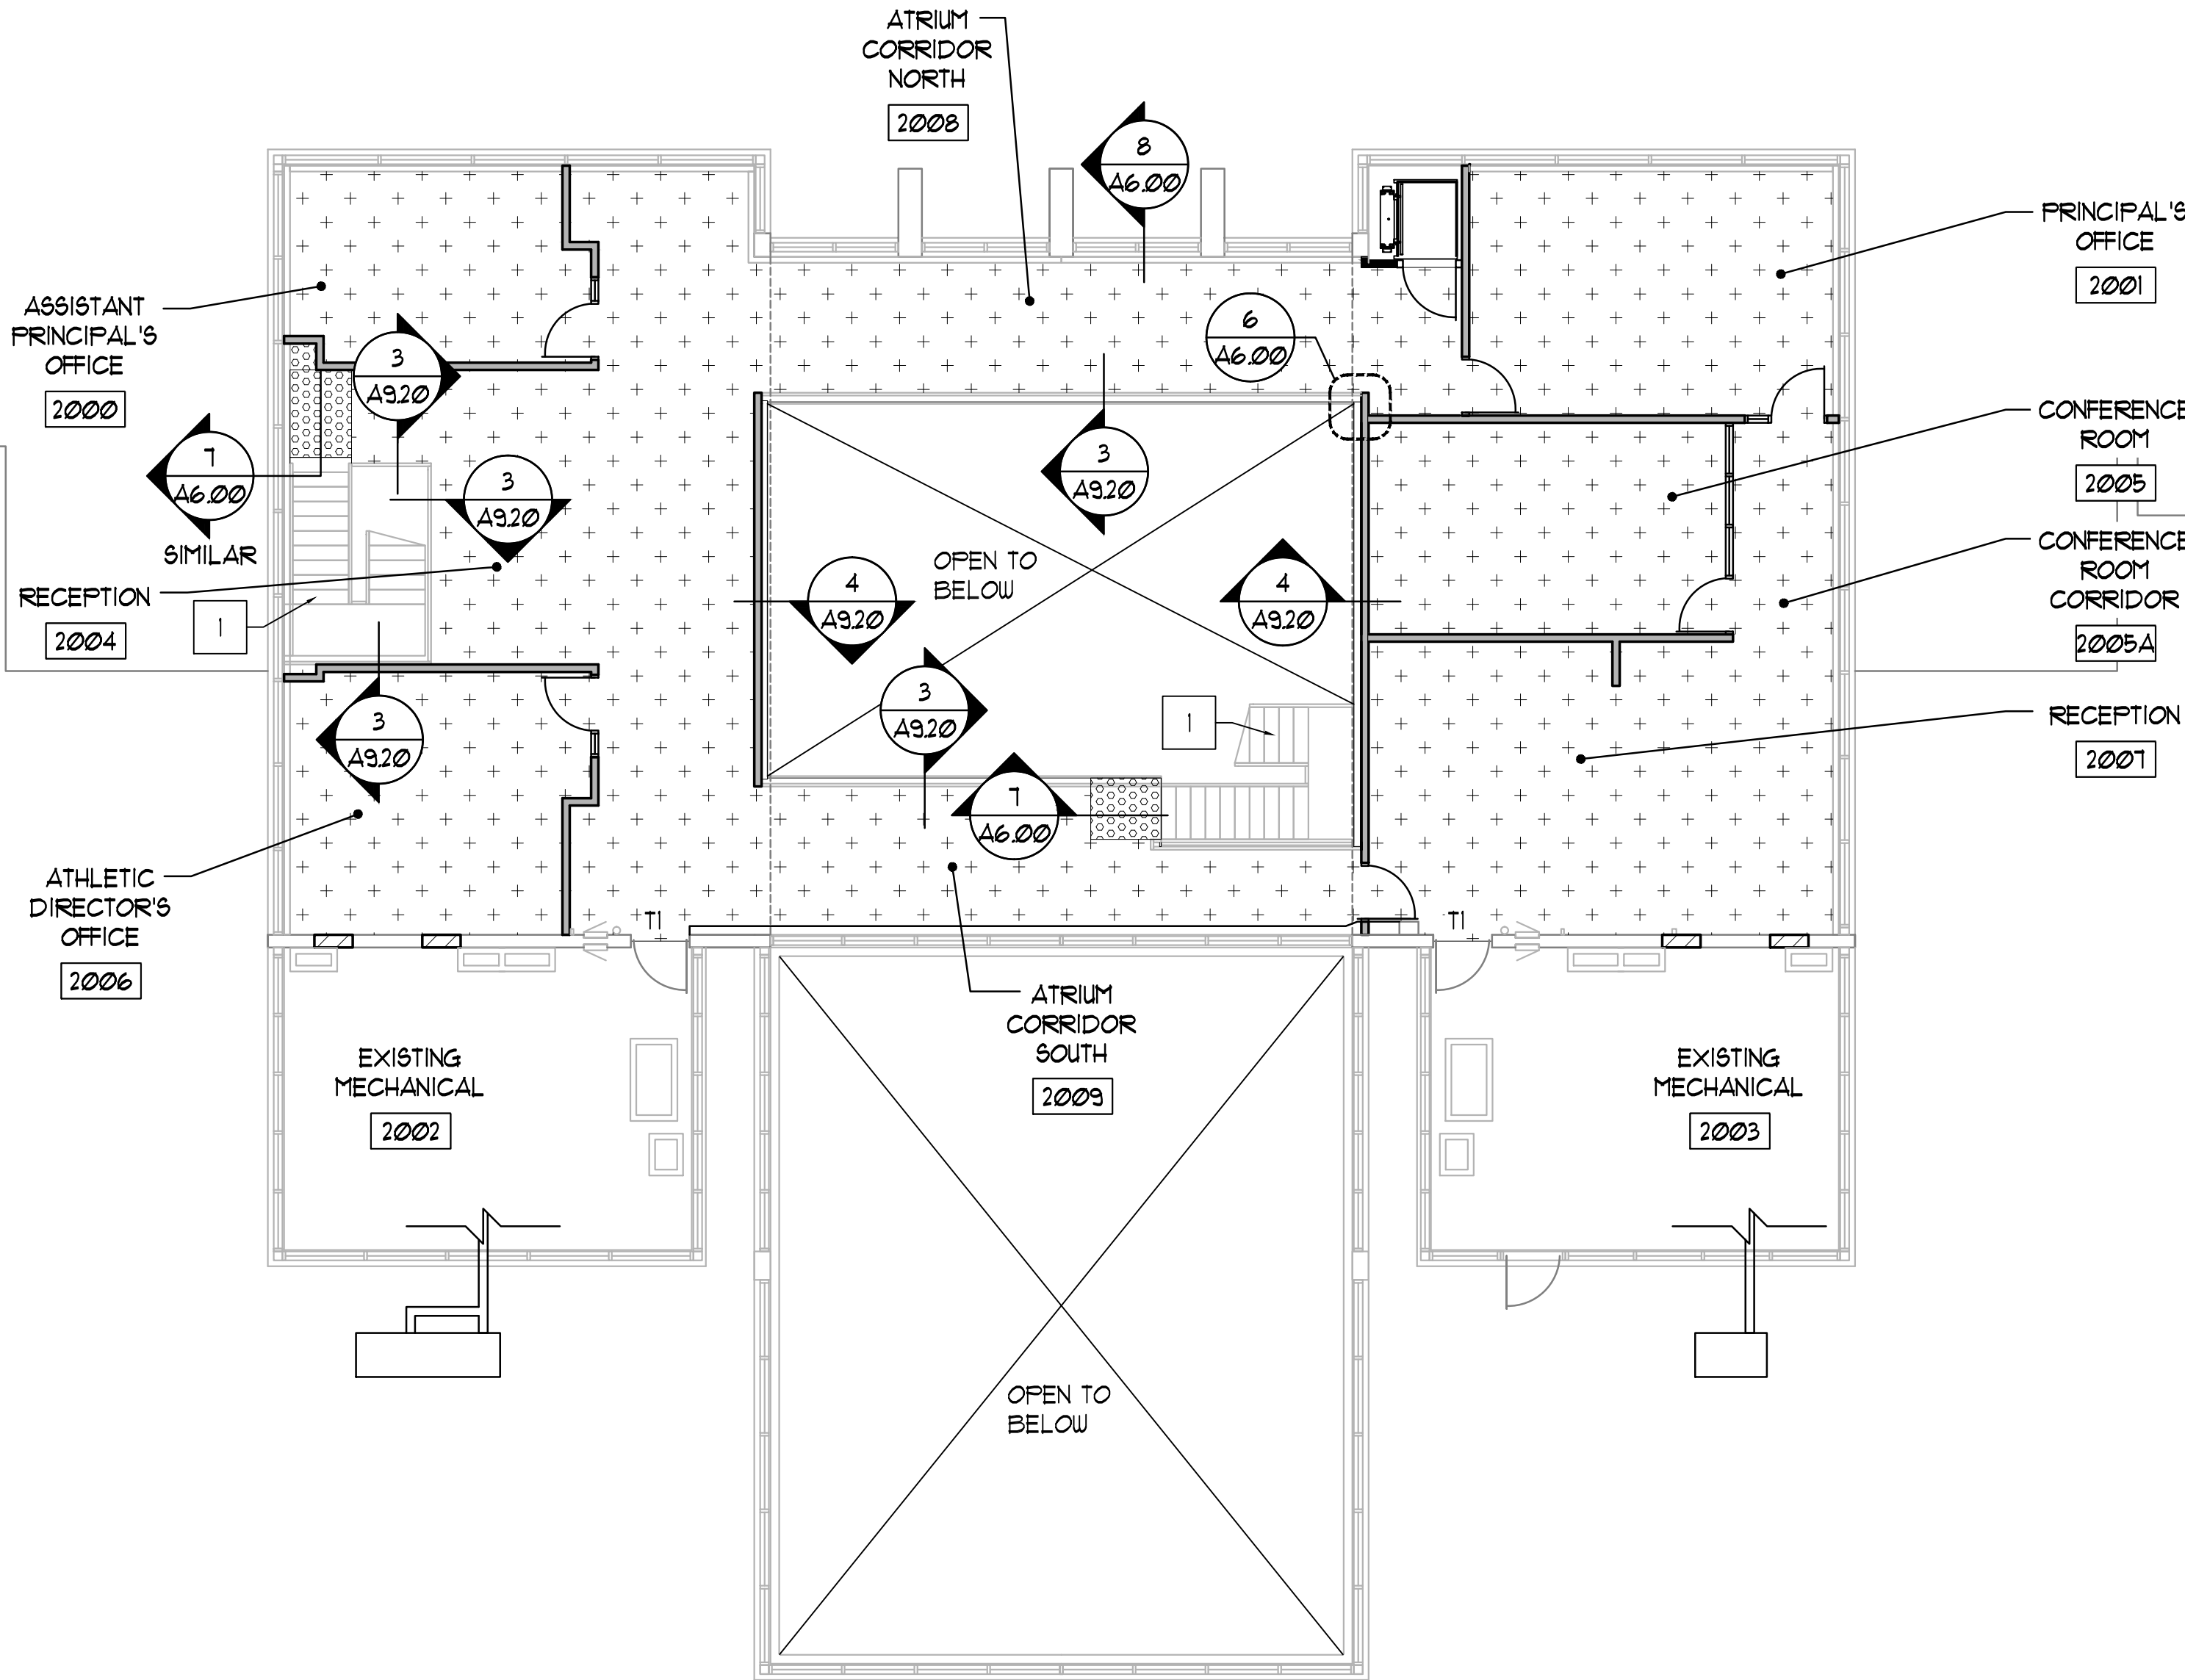 ATRIUM
CORRIDOR
NORTH
2008
8
A6.00
PRINCIPAL'S
OFFICE
2001
ASSISTANT
PRINCIPAL'S
OFFICE
2000
3
A9.20
6
A6.00
CONFERENCE
ROOM
2005
7
A6.00
SIMILAR
3
A9.20
3
A9.20
OPEN TO
BELOW
CONFERENCE
ROOM
CORRIDOR
2005A
RECEPTION
2004
1
4
A9.20
4
A9.20
3
A9.20
3
A9.20
1
RECEPTION
2007
7
A6.00
ATHLETIC
DIRECTOR'S
OFFICE
2006
T1
T1
ATRIUM
CORRIDOR
SOUTH
2009
EXISTING
MECHANICAL
2002
EXISTING
MECHANICAL
2003
OPEN TO
BELOW